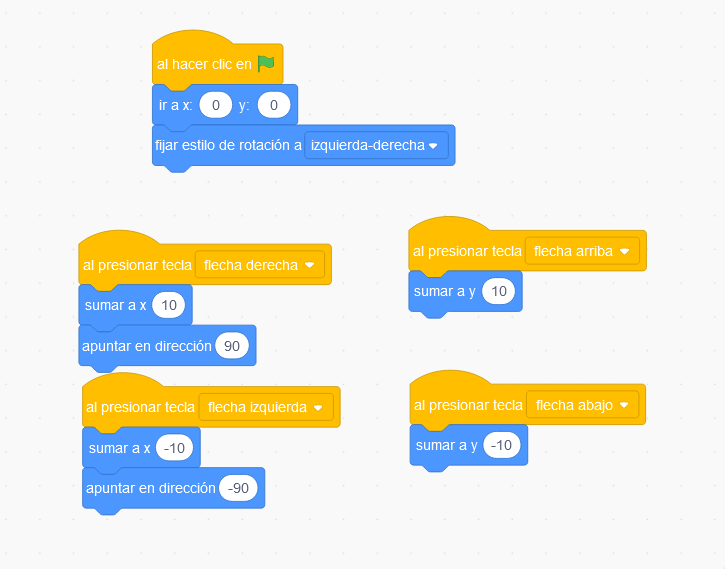 al hacer clic en
ir a x: 0 y: 0
fijar estilo de rotación a izquierda-derecha
al presionar tecla flecha derecha
sumar a x 10
apuntar en dirección 90
al presionar tecla flecha izquierda
sumar a x -10
apuntar en dirección -90
al presionar tecla flecha arriba
sumar a y 10
al presionar tecla flecha abajo
sumar a y -10